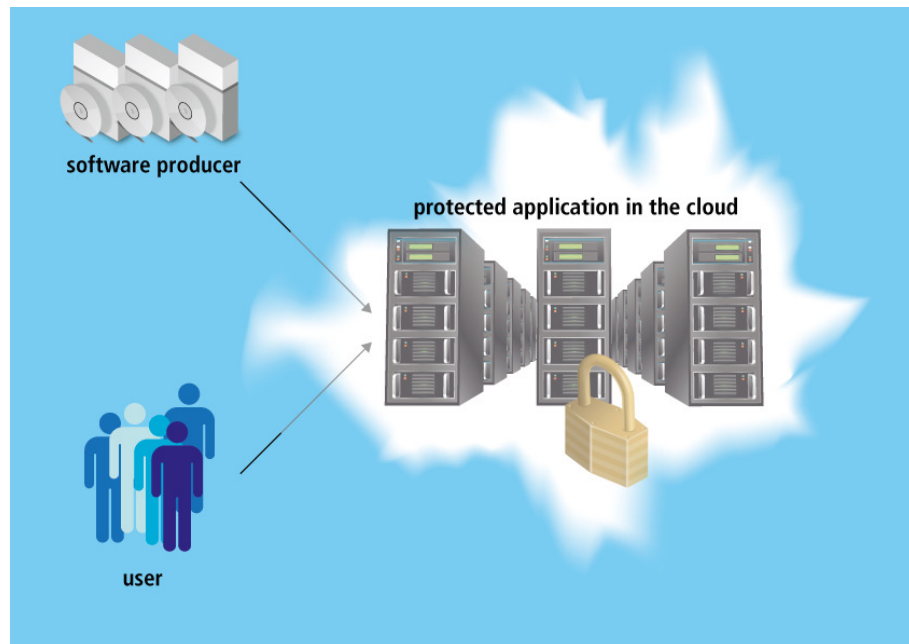 software producer
protected application in the cloud
user